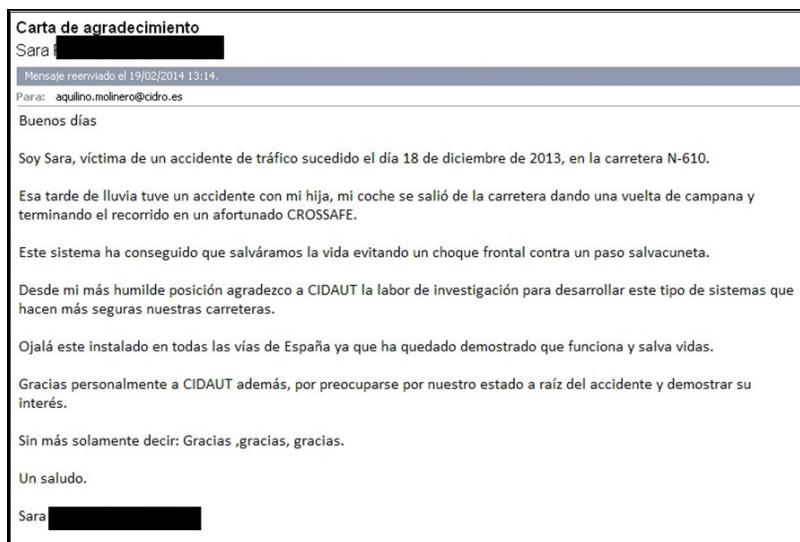 Carta de agradecimiento
Sara
Mensaje reenviado el 19/02/2014 13:14.
Para: aquilino.molinero@cidro.es
Buenos días
Soy Sara, víctima de un accidente de tráfico sucedido el día 18 de diciembre de 2013, en la carretera N-610.
Esa tarde de lluvia tuve un accidente con mi hija, mi coche se salió de la carretera dando una vuelta de campana y
terminando el recorrido en un afortunado CROSSAFE.
Este sistema ha conseguido que salváramos la vida evitando un choque frontal contra un paso salvacuneta.
Desde mi más humilde posición agradezco a CIDAUT la labor de investigación para desarrollar este tipo de sistemas que
hacen más seguras nuestras carreteras.
Ojalá este instalado en todas las vías de España ya que ha quedado demostrado que funciona y salva vidas.
Gracias personalmente a CIDAUT además, por preocuparse por nuestro estado a raíz del accidente y demostrar su
interés.
Sin más solamente decir: Gracias ,gracias, gracias.
Un saludo.
Sara